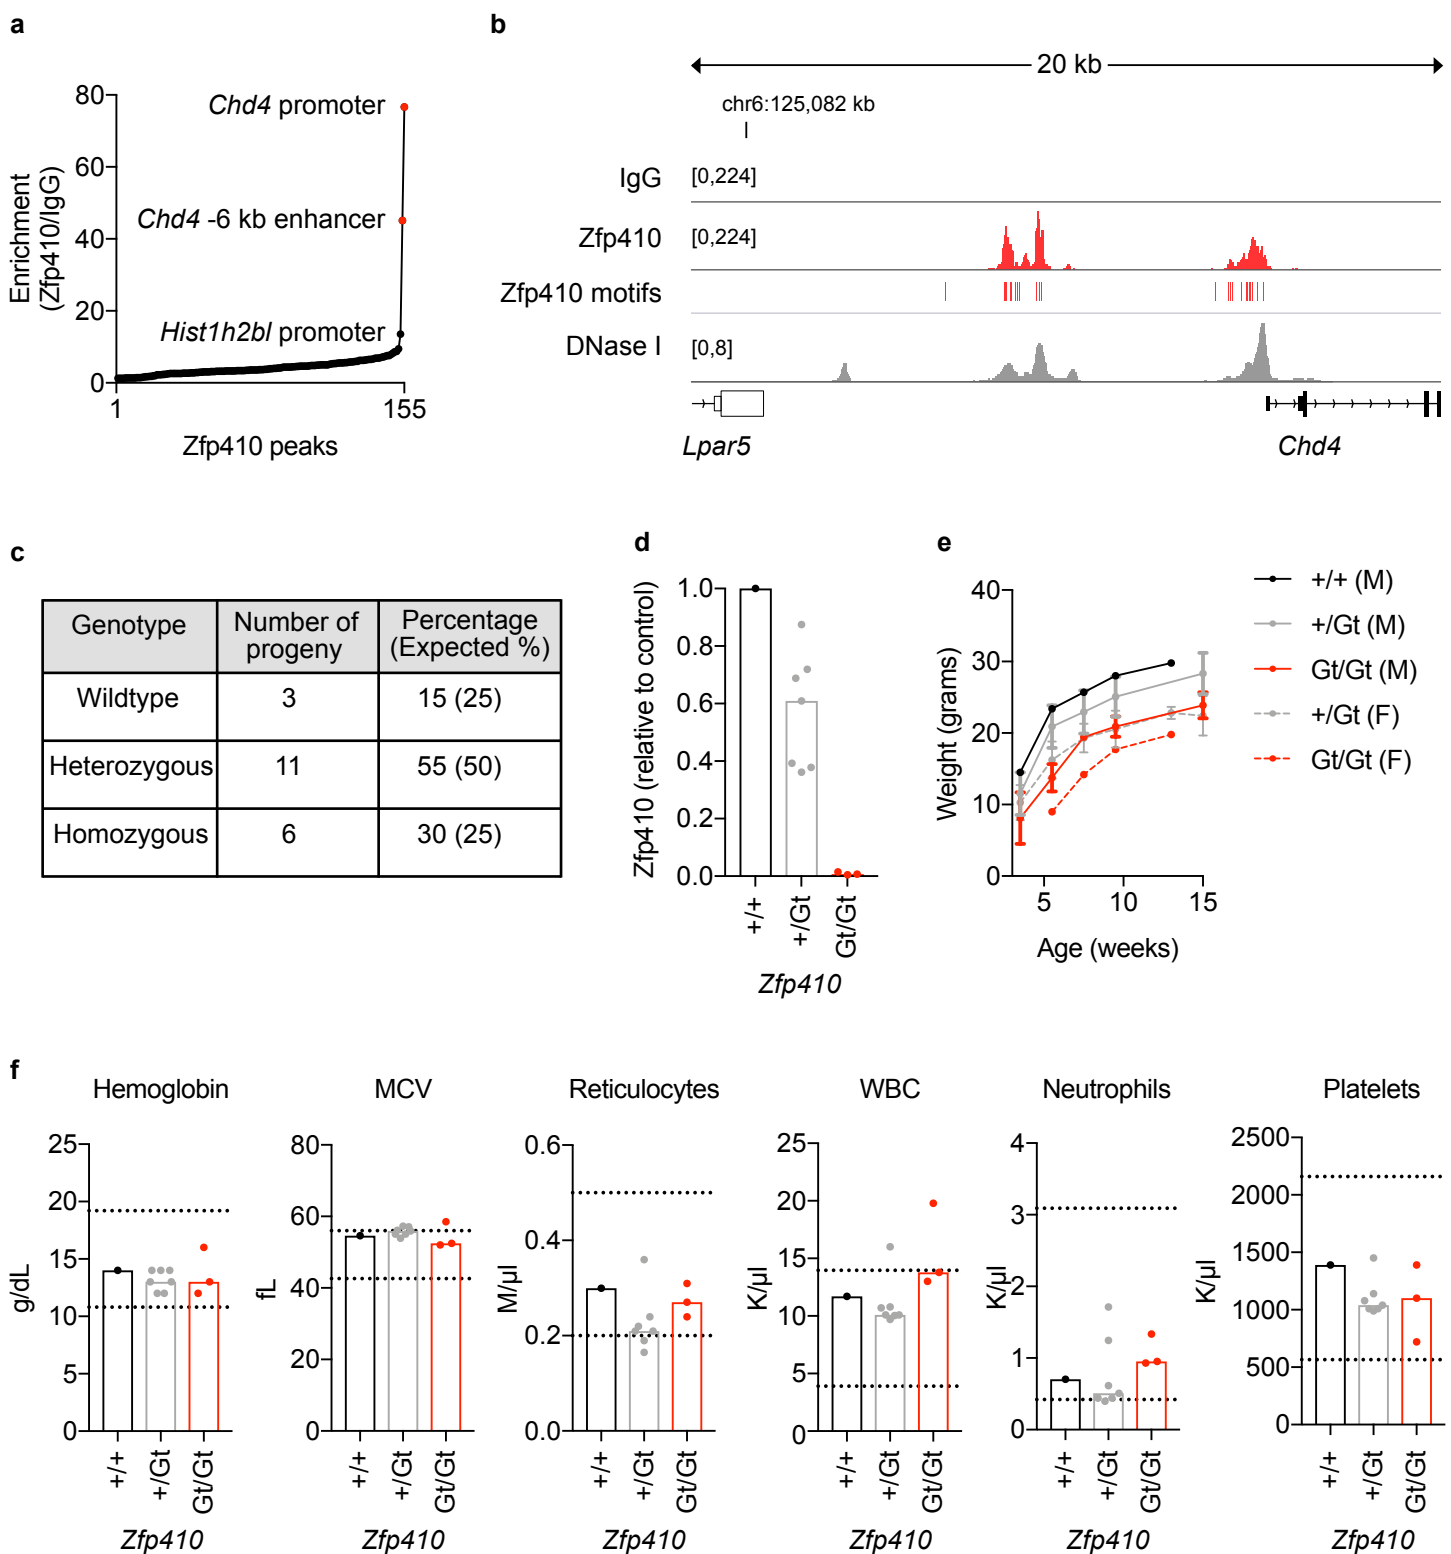 a
80
60
40
20
0
Enrichment
(Zfp410/IgG)
Chd4 promoter
Chd4 -6 kb enhancer
Hist1h2bl promoter
1
155
Zfp410 peaks
b
20 kb
chr6:125,082 kb
IgG
[0,224]
Zfp410
[0,224]
Zfp410 motifs
DNase I
[0,8]
Lpar5
Chd4
c
Genotype
Number of
progeny
Percentage
(Expected %)
Wildtype
3
15 (25)
Heterozygous
11
55 (50)
Homozygous
6
30 (25)
d
Zfp410 (relative to control)
1.0
0.8
0.6
0.4
0.2
0.0
+/+
+/Gt
Gt/Gt
Zfp410
e
Weight (grams)
40
30
20
10
0
5
10
15
Age (weeks)
+/+ (M)
+/Gt (M)
Gt/Gt (M)
+/Gt (F)
Gt/Gt (F)
f
Hemoglobin
g/dL
25
20
15
10
5
0
+/+
+/Gt
Gt/Gt
Zfp410
MCV
fL
80
60
40
20
0
+/+
+/Gt
Gt/Gt
Zfp410
Reticulocytes
M/µl
0.6
0.4
0.2
0.0
+/+
+/Gt
Gt/Gt
Zfp410
WBC
K/µl
25
20
15
10
5
0
+/+
+/Gt
Gt/Gt
Zfp410
Neutrophils
K/µl
4
3
2
1
0
+/+
+/Gt
Gt/Gt
Zfp410
Platelets
K/µl
2500
2000
1500
1000
500
0
+/+
+/Gt
Gt/Gt
Zfp410